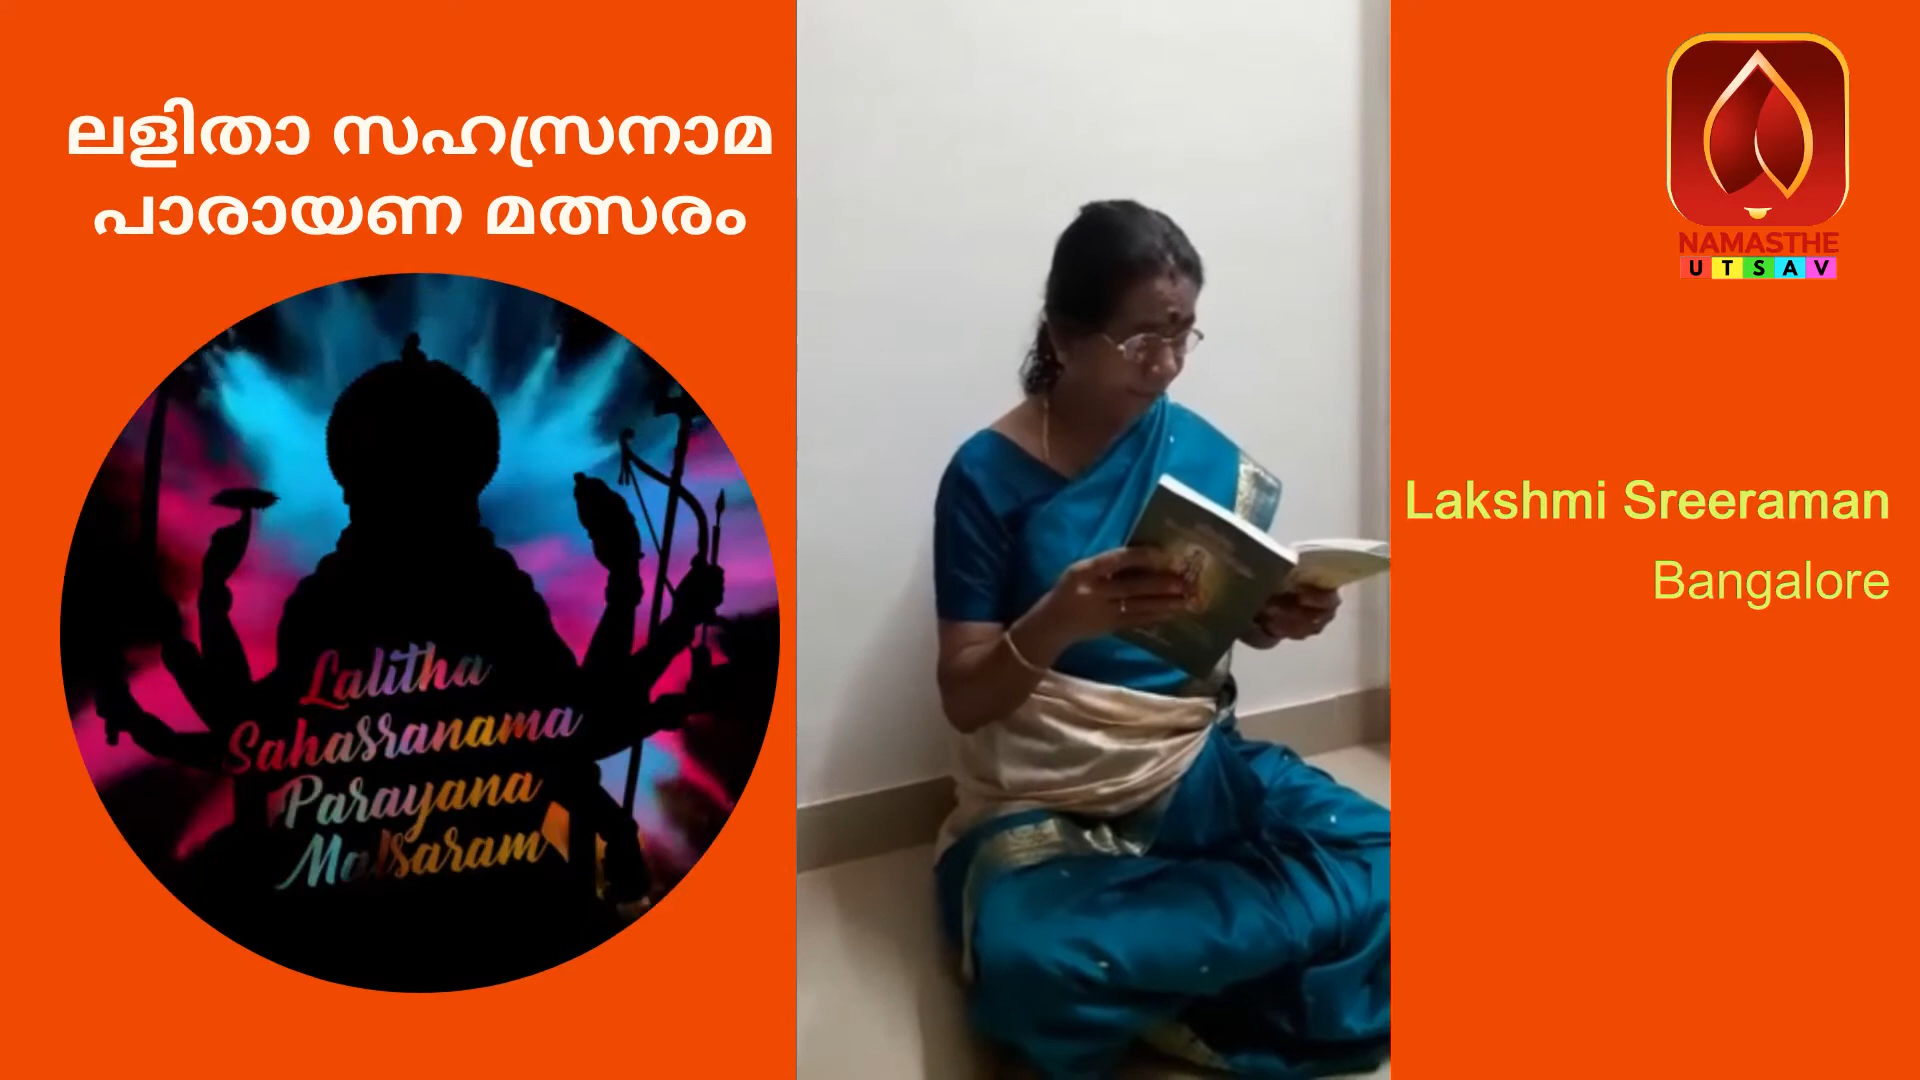 ലളിതാ സഹസ്രനാമ
പാരായണ മത്സരം
Lalitha
Sahasranama
Parayana
Malsaram
NAMASTHE
UTSAV
Lakshmi Sreeraman
Bangalore